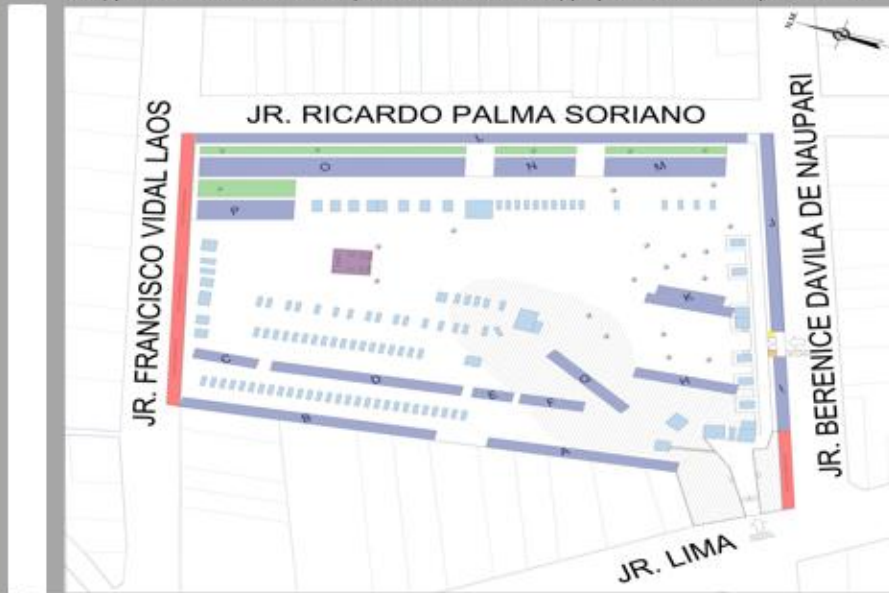 N.M.
JR. RICARDO PALMA SORIANO
JR. FRANCISCO VIDAL LAOS
JR. BERENICE DAVILA DE NAUPARI
L
O
N
M
P
J
K
C
D
E
F
G
H
I
B
A
JR. LIMA